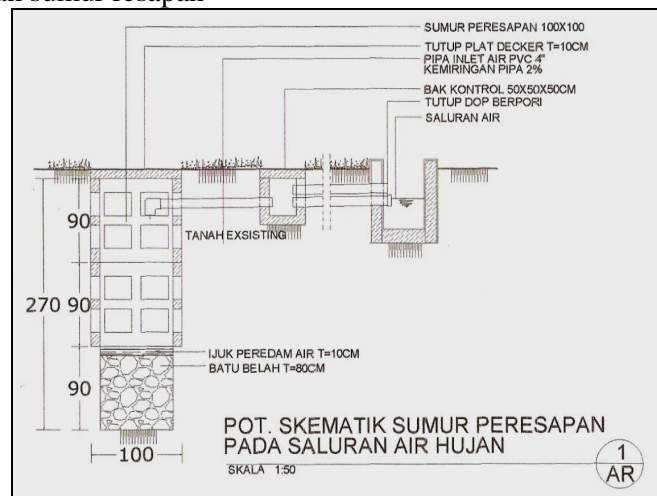 SUMUR PERESAPAN 100X100
TUTUP PLAT DECKER T=10CM
PIPA INLET AIR PVC 4"
KEMIRINGAN PIPA 2%
BAK KONTROL 50X50X50CM
TUTUP DOP BERPORI
SALURAN AIR
90
TANAH EXSISTING
270 90
IJUK PEREDAM AIR T=10CM
BATU BELAH T=80CM
90
100
POT. SKEMATIK SUMUR PERESAPAN
PADA SALURAN AIR HUJAN
SKALA 1:50
1
AR